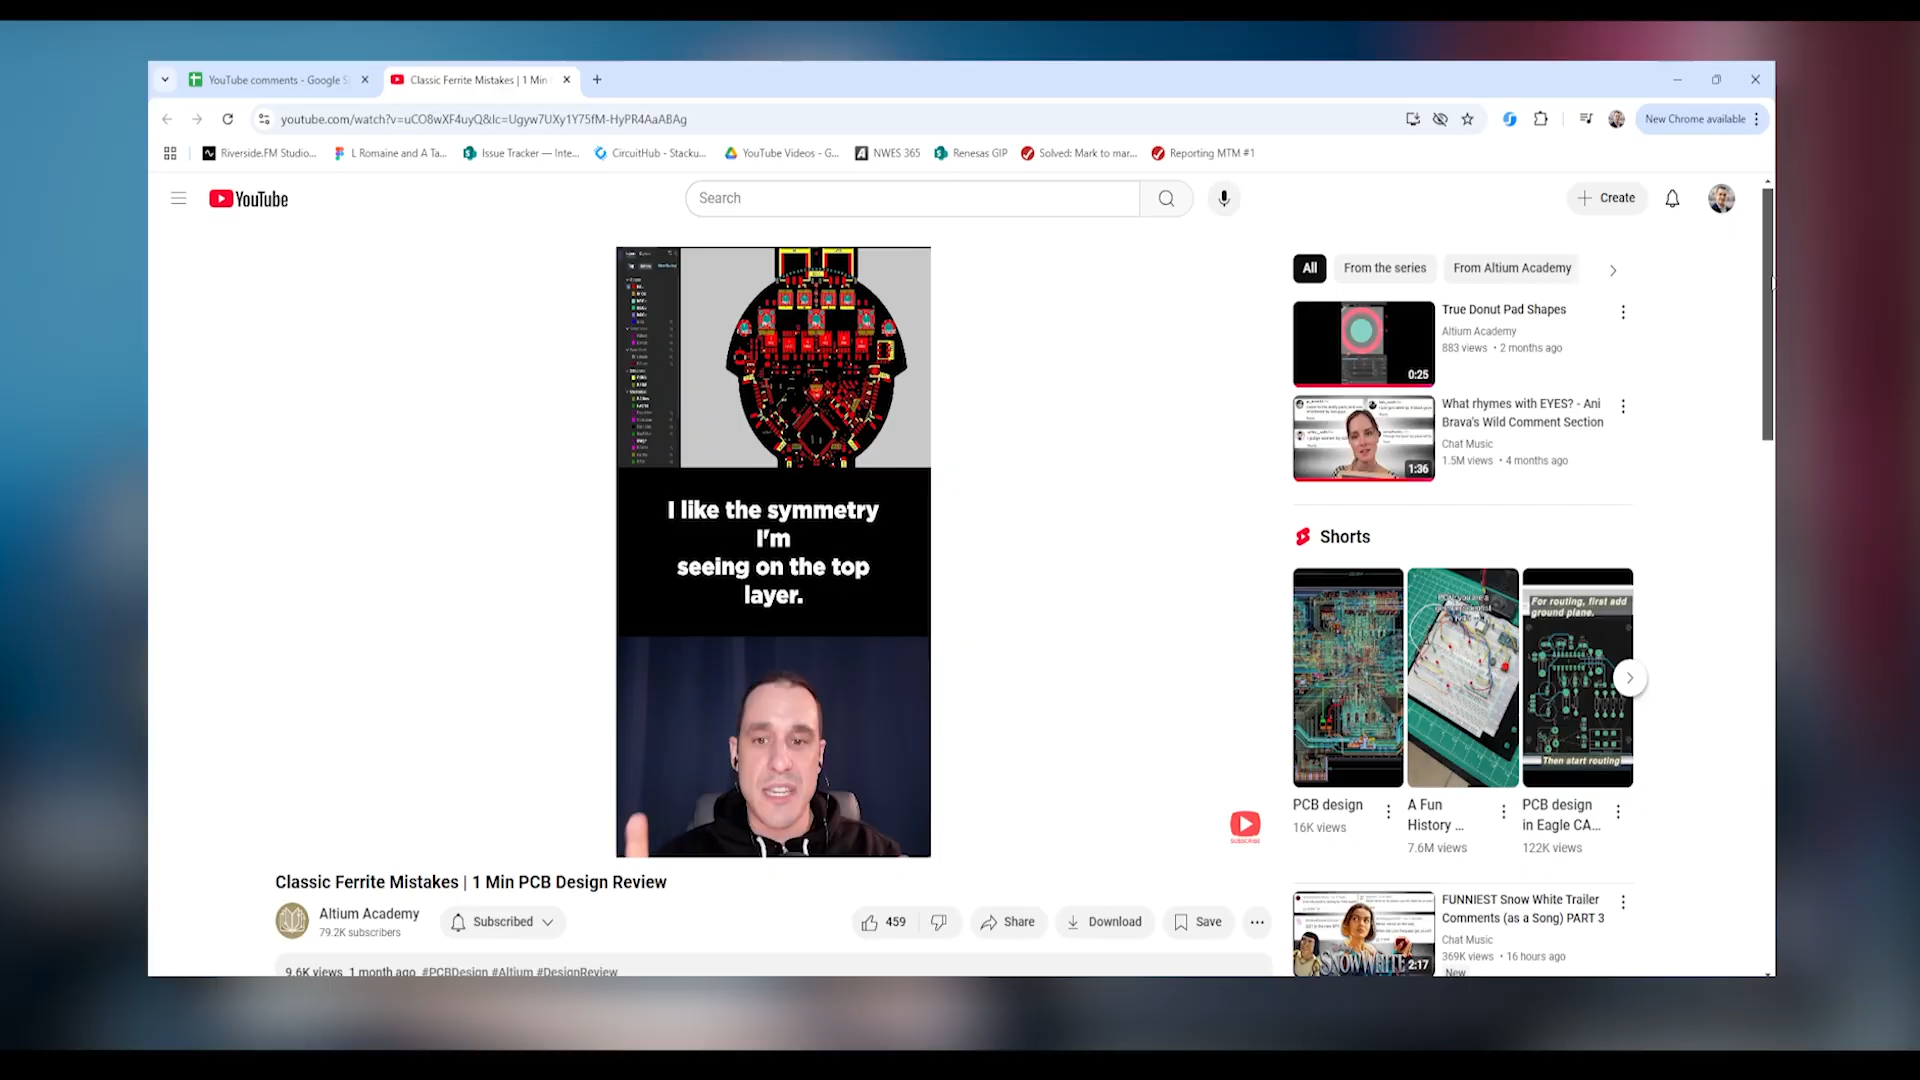 YouTube comments - Google S
Classic Ferrite Mistakes | 1 Min
youtube.com/watch?v=uCO8wXF4uyQ&lc=Ugyw7UXy1Y75fM-HyPR4AaABAg
New Chrome available
Riverside.FM Studio...
L Romaine and A Ta...
Issue Tracker — Inte...
CircuitHub - Stacku...
YouTube Videos - G...
NWES 365
Renesas GIP
Solved: Mark to mar...
Reporting MTM #1
YouTube
Search
Create
I like the symmetry
I'm
seeing on the top
layer.
SUBSCRIBE
Classic Ferrite Mistakes | 1 Min PCB Design Review
Altium Academy
79.2K subscribers
Subscribed
459
Share
Download
Save
9.6K views 1 month ago #PCBDesign #Altium #DesignReview
All
From the series
From Altium Academy
0:25
True Donut Pad Shapes
Altium Academy
883 views • 2 months ago
1:36
What rhymes with EYES? - Ani
Brava's Wild Comment Section
Chat Music
1.5M views • 4 months ago
Shorts
For routing, first add
ground plane.
Then start routing
PCB design
16K views
A Fun
History ...
7.6M views
PCB design
in Eagle CA...
122K views
SNOW WHITE
2:17
FUNNIEST Snow White Trailer
Comments (as a Song) PART 3
Chat Music
369K views • 16 hours ago
New